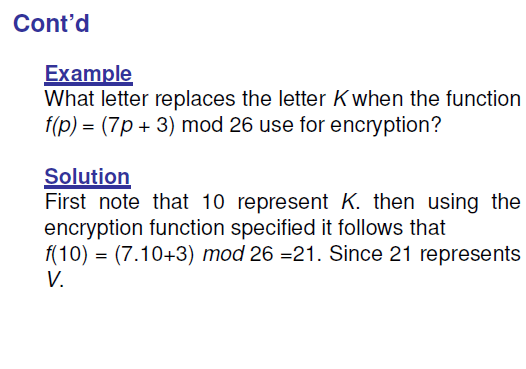 Cont’d
Example
What letter replaces the letter K when the function
f(p) = (7p + 3) mod 26 use for encryption?
Solution
First note that 10 represent K. then using the
encryption function specified it follows that
f(10) = (7.10+3) mod 26 =21. Since 21 represents
V.